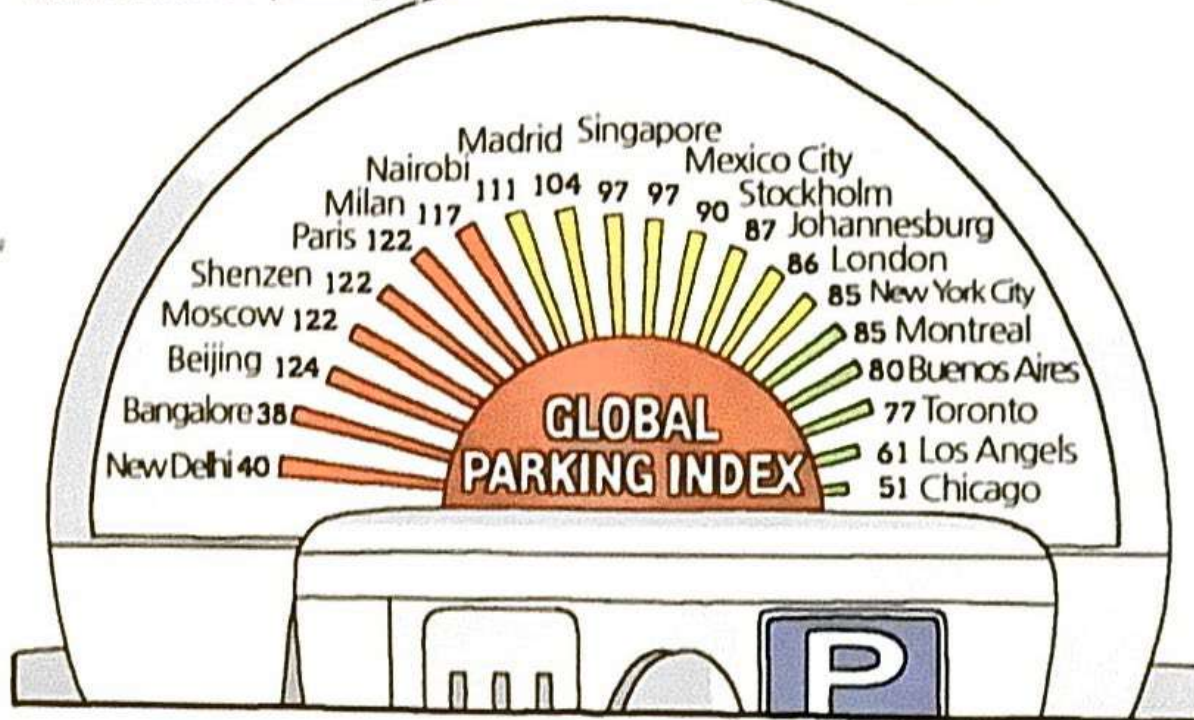 New Delhi 40
Bangalore 38
Beijing 124
Moscow 122
Shenzen 122
Paris 122
Milan 117
Nairobi 111
Madrid 104
Singapore 97
Mexico City 97
90 Stockholm
87 Johannesburg
86 London
85 New York City
85 Montreal
80 Buenos Aires
77 Toronto
61 Los Angels
51 Chicago
GLOBAL
PARKING INDEX
P